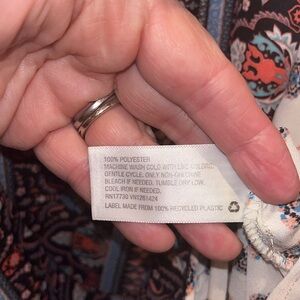 100% POLYESTER
MACHINE WASH COLD WITH LIKE COLORS.
GENTLE CYCLE. ONLY NON-CHLORINE
BLEACH IF NEEDED. TUMBLE DRY LOW.
COOL IRON IF NEEDED.
RN17730 VN1281424
LABEL MADE FROM 100% RECYCLED PLASTIC